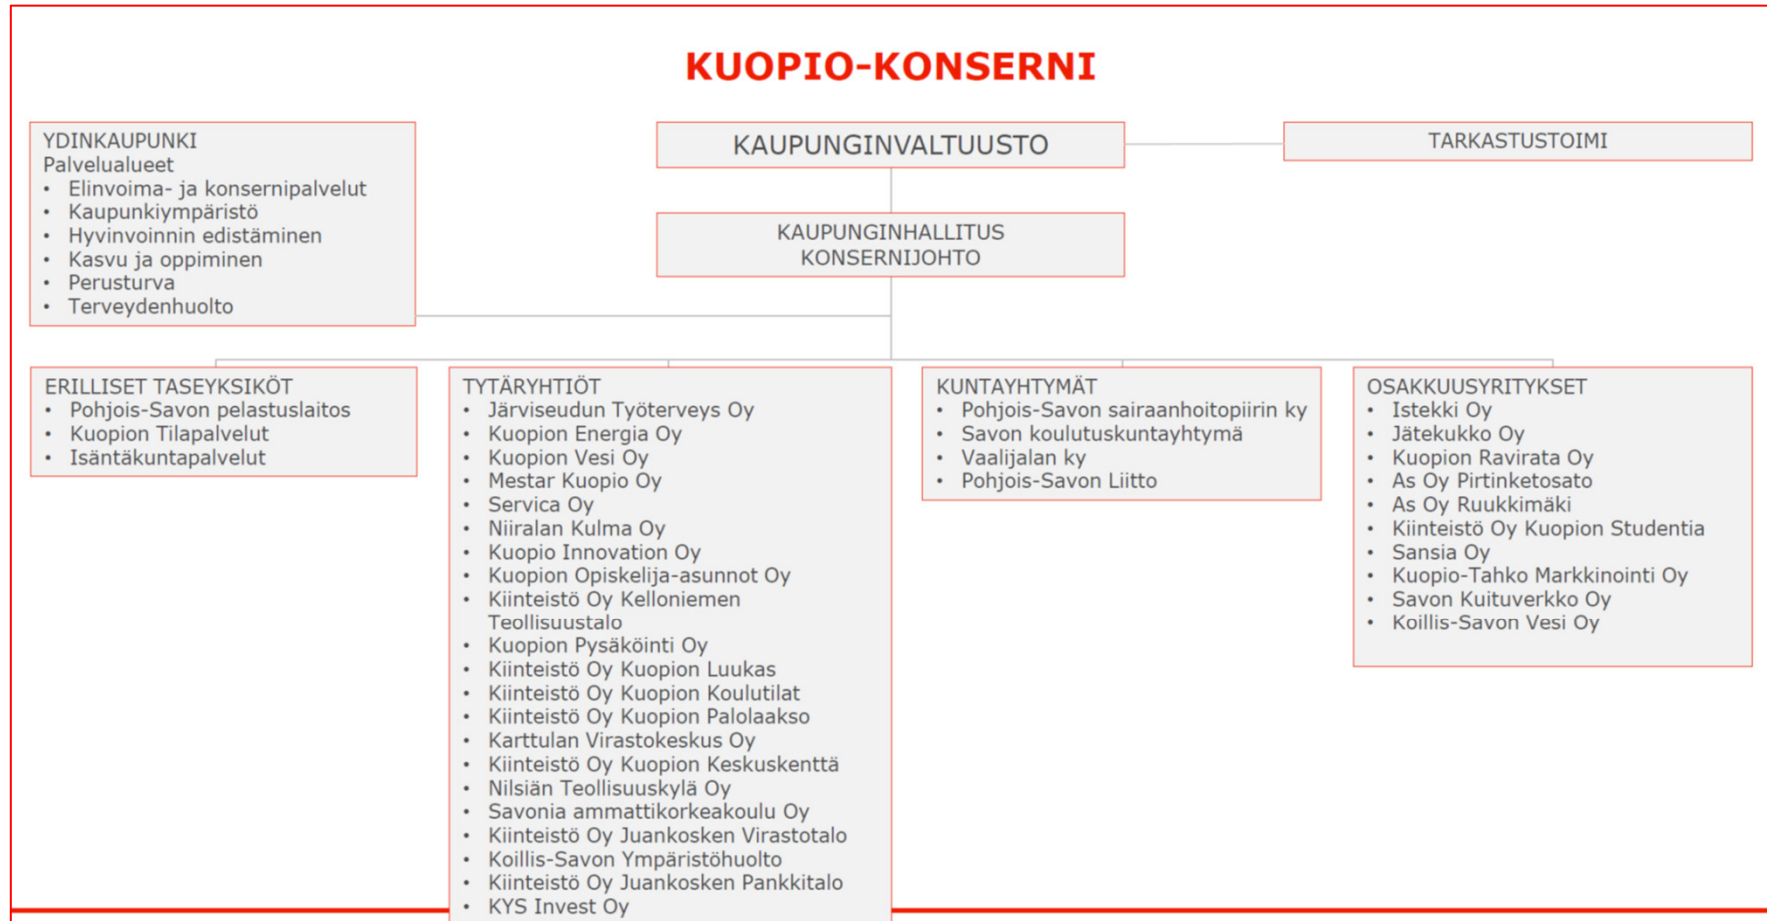 KUOPIO-KONSERNI
YDINKAUPUNKI
Palvelualueet
• Elinvoima- ja konsernipalvelut
• Kaupunkiympäristö
• Hyvinvoinnin edistäminen
• Kasvu ja oppiminen
• Perusturva
• Terveydenhuolto
KAUPUNGINVALTUUSTO
TARKASTUSTOIMI
KAUPUNGINHALLITUS
KONSERNIJOHTO
ERILLISET TASEYKSIKÖT
• Pohjois-Savon pelastuslaitos
• Kuopion Tilapalvelut
• Isäntäkuntapalvelut
TYTÄRYHTIÖT
• Järviseudun Työterveys Oy
• Kuopion Energia Oy
• Kuopion Vesi Oy
• Mestar Kuopio Oy
• Servica Oy
• Niiralan Kulma Oy
• Kuopio Innovation Oy
• Kuopion Opiskelija-asunnot Oy
• Kiinteistö Oy Kelloniemen
Teollisuustalo
• Kuopion Pysäköinti Oy
• Kiinteistö Oy Kuopion Luukas
• Kiinteistö Oy Kuopion Koulutilat
• Kiinteistö Oy Kuopion Palolaakso
• Karttulan Virastokeskus Oy
• Kiinteistö Oy Kuopion Keskuskenttä
• Nilsiän Teollisuuskylä Oy
• Savonia ammattikorkeakoulu Oy
• Kiinteistö Oy Juankosken Virastotalo
• Koillis-Savon Ympäristöhuolto
• Kiinteistö Oy Juankosken Pankkitalo
• KYS Invest Oy
KUNTAYHTYMÄT
• Pohjois-Savon sairaanhoitopiirin ky
• Savon koulutuskuntayhtymä
• Vaalijalan ky
• Pohjois-Savon Liitto
OSAKKUUSYRITYKSET
• Istekki Oy
• Jätekukko Oy
• Kuopion Ravirata Oy
• As Oy Pirtinketosato
• As Oy Ruukkimäki
• Kiinteistö Oy Kuopion Studentia
• Sansia Oy
• Kuopio-Tahko Markkinointi Oy
• Savon Kuituverkko Oy
• Koillis-Savon Vesi Oy